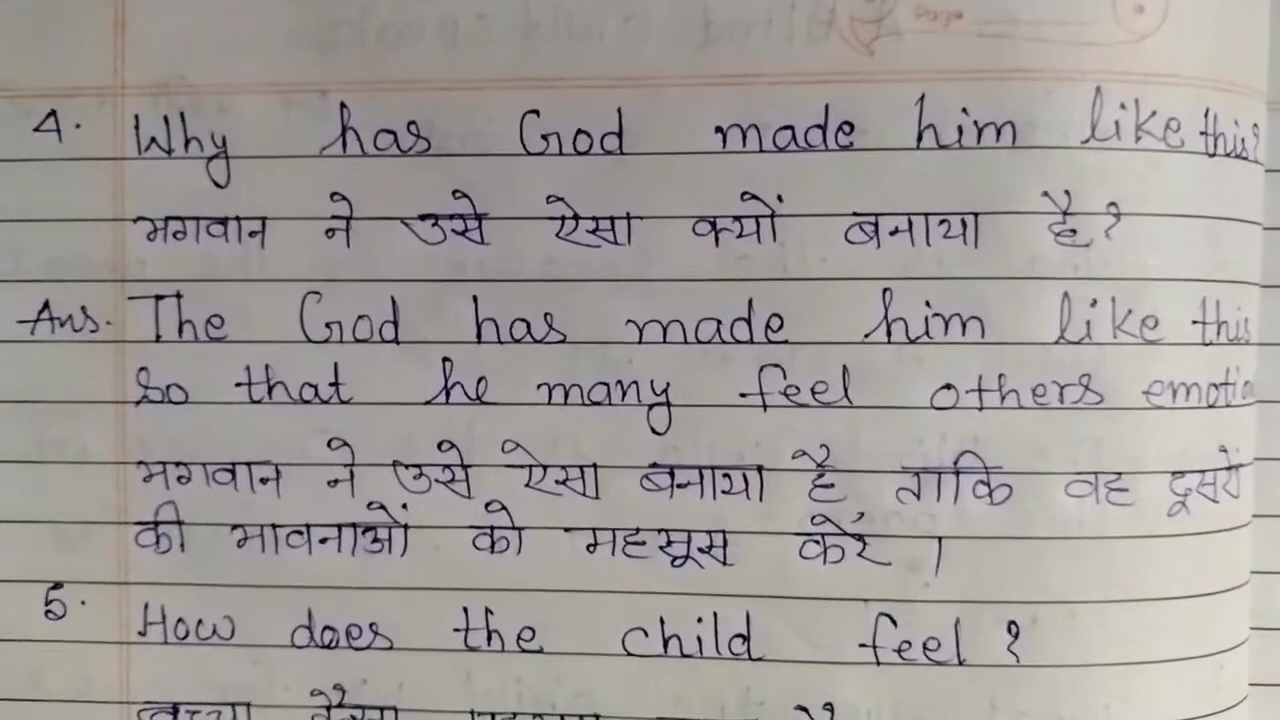 4. Why has God made him like this?
भगवान ने उसे ऐसा क्यों बनाया है?
Ans. The God has made him like this
so that he many feel others emotio
भगवान ने उसे ऐसा बनाया है ताकि वह दूसरों
की भावनाओं को महसूस करें।
5. How does the child feel?